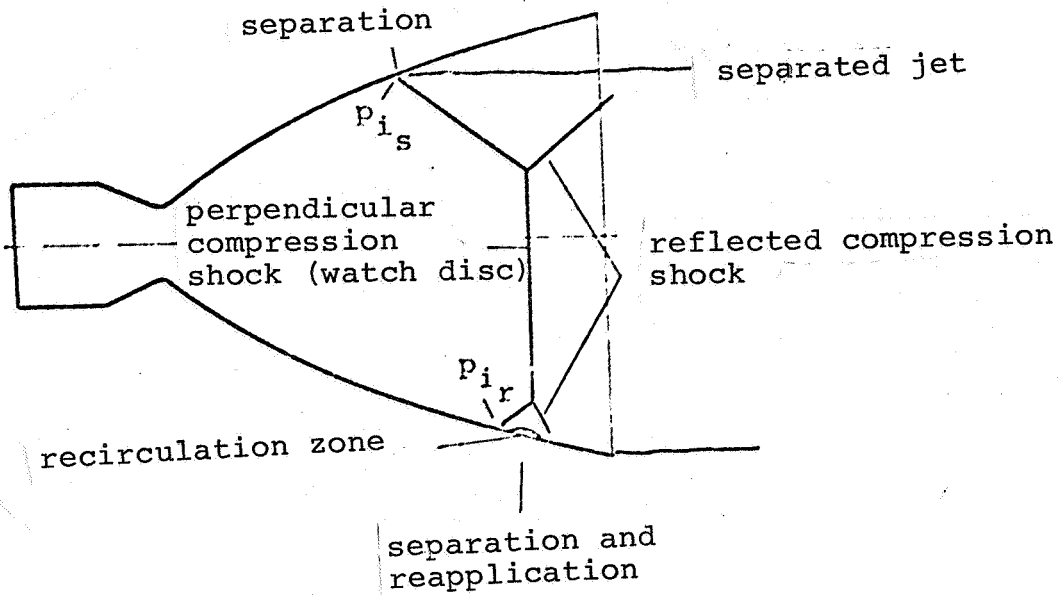 separation
separated jet
p i s
perpendicular
compression
shock (watch disc)
reflected compression
shock
p i r
recirculation zone
separation and
reapplication